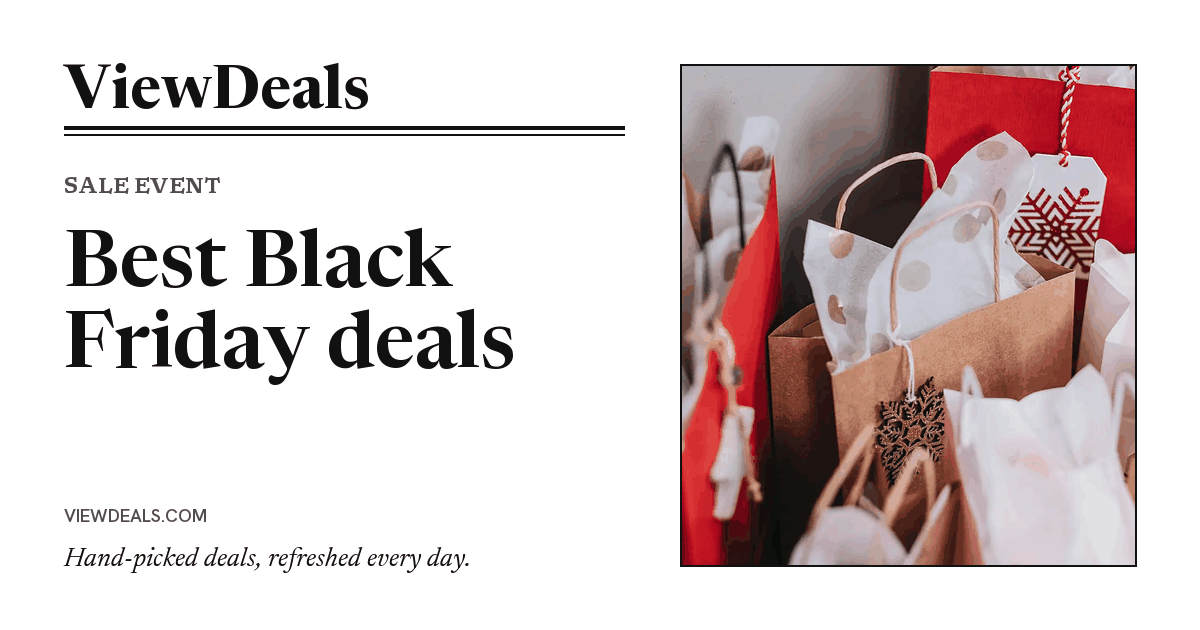 ViewDeals
SALE EVENT
Best Black
Friday deals
VIEWDEALS.COM
Hand-picked deals, refreshed every day.